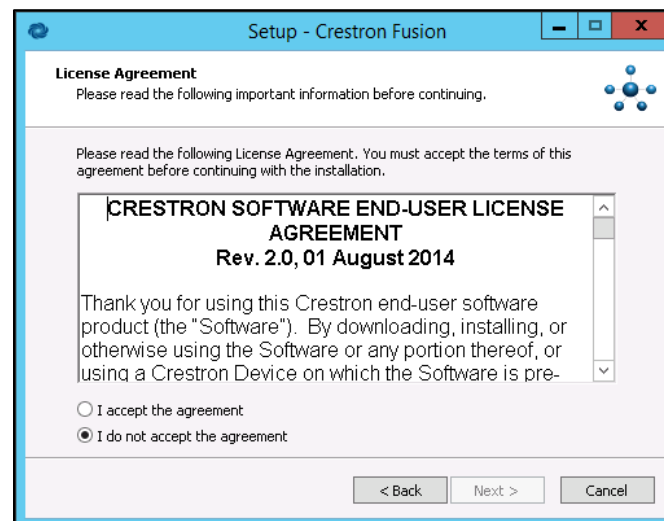 Setup - Crestron Fusion
License Agreement
Please read the following important information before continuing.
Please read the following License Agreement. You must accept the terms of this
agreement before continuing with the installation.
CRESTRON SOFTWARE END-USER LICENSE
AGREEMENT
Rev. 2.0, 01 August 2014
Thank you for using this Crestron end-user software
product (the "Software"). By downloading, installing, or
otherwise using the Software or any portion thereof, or
using a Crestron Device on which the Software is pre-
I accept the agreement
I do not accept the agreement
< Back Next > Cancel